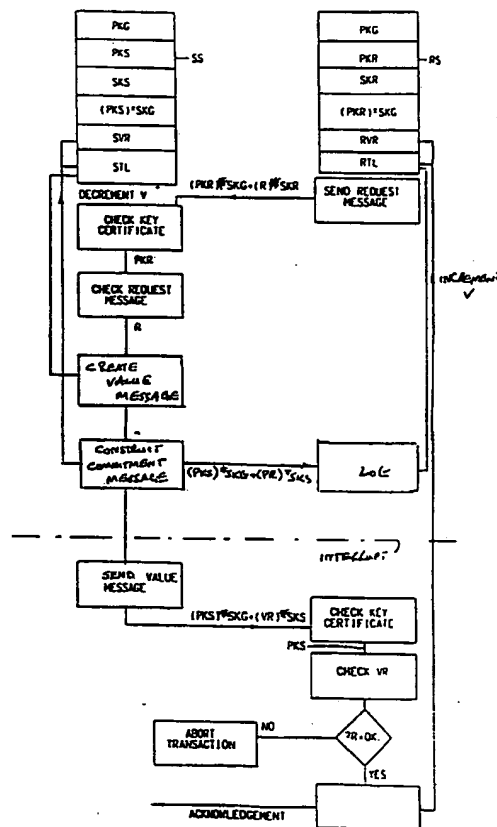 PKG
PKS
SS
SKS
(PKS)*SKG
SVR
STL
PKG
PKR
RS
SKR
(PKR)*SKG
RVR
RTL
DECREMENT V
(PKR)*SKG+(R)*SKR
SEND REQUEST
MESSAGE
CHECK KEY
CERTIFICATE
PKR
CHECK REQUEST
MESSAGE
R
INCREMENT
V
CREATE
VALUE
MESSAGE
CONSTRUCT
COMMITMENT
MESSAGE
(PKS)*SKG+(PR)*SKS
LOG
INTERRUPT
SEND VALUE
MESSAGE
(PKS)*SKG+(VR)*SKS
CHECK KEY
CERTIFICATE
PKS
CHECK VR
ABORT
TRANSACTION
NO
?R=OK.
YES
ACKNOWLEDGEMENT